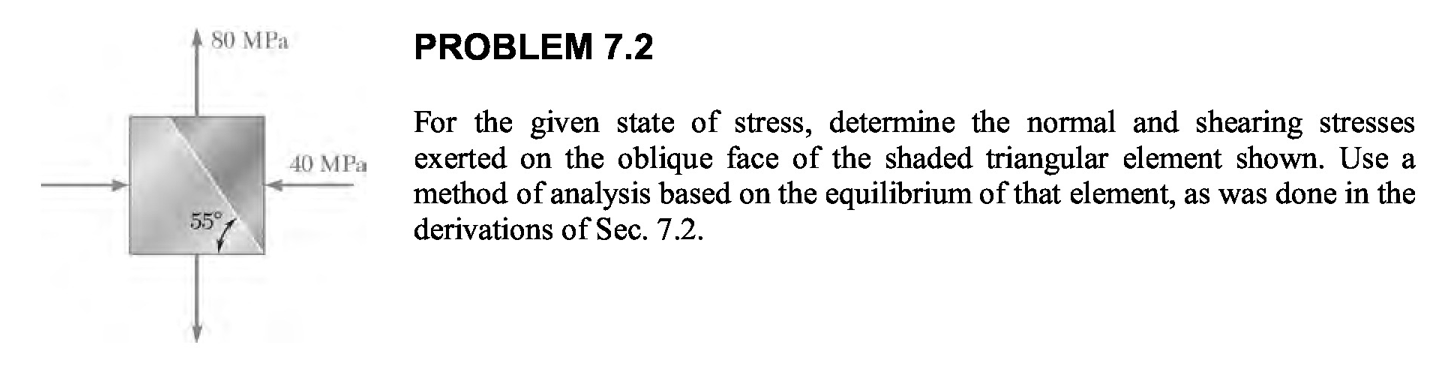 80 MPa
PROBLEM 7.2
For the given state of stress, determine the normal and shearing stresses
exerted on the oblique face of the shaded triangular element shown. Use a
method of analysis based on the equilibrium of that element, as was done in the
derivations of Sec. 7.2.
40 MPa
55°